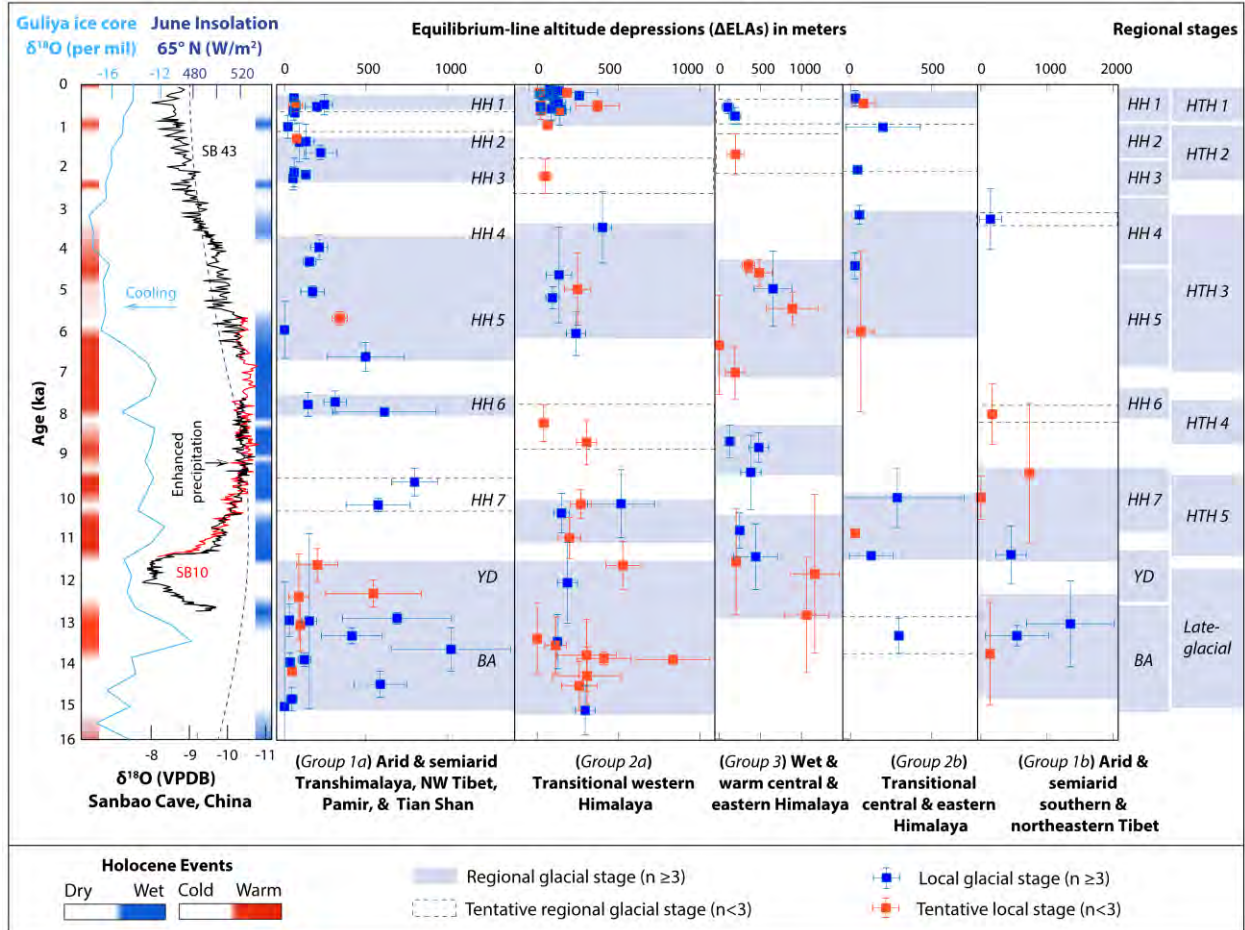 Guliya ice core
δ¹⁸O (per mil)
June Insolation
65° N (W/m²)
Equilibrium-line altitude depressions (ΔELAs) in meters
Regional stages
-16 -12 480 520
0 500 1000
0 500 1000
0 500 1000
0 500
0 1000 2000
Age (ka)
0
1
2
3
4
5
6
7
8
9
10
11
12
13
14
15
16
SB 43
Cooling
Enhanced
precipitation
SB10
HH 1
HH 2
HH 3
HH 4
HH 5
HH 6
HH 7
YD
BA
HH 1
HH 2
HH 3
HH 4
HH 5
HH 6
HH 7
YD
BA
HTH 1
HTH 2
HTH 3
HTH 4
HTH 5
Late-
glacial
-8 -9 -10 -11
δ¹⁸O (VPDB)
Sanbao Cave, China
(Group 1a) Arid & semiarid
Transhimalaya, NW Tibet,
Pamir, & Tian Shan
(Group 2a)
Transitional western
Himalaya
(Group 3) Wet &
warm central &
eastern Himalaya
(Group 2b)
Transitional
central & eastern
Himalaya
(Group 1b) Arid &
semiarid
southern &
northeastern Tibet
Holocene Events
Dry Wet Cold Warm
Regional glacial stage (n ≥3)
Tentative regional glacial stage (n<3)
Local glacial stage (n ≥3)
Tentative local stage (n<3)